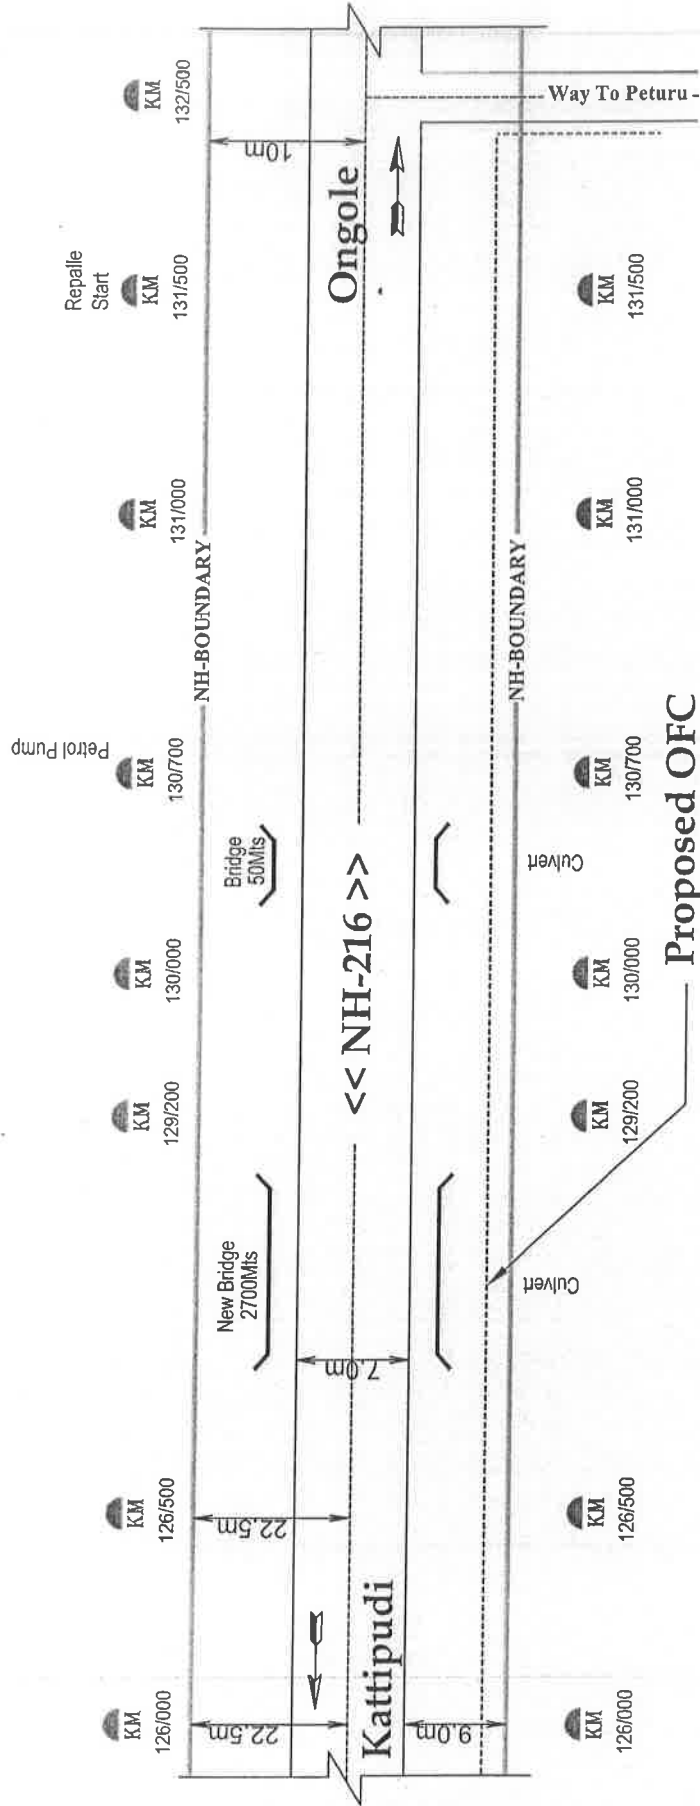 KM
126/000
KM
126/500
KM
129/200
KM
130/000
KM
130/700
Petrol Pump
KM
131/000
Repalle
Start
KM
131/500
KM
132/500
NH-BOUNDARY
New Bridge
2700Mts
Bridge
50Mts
22.5m
22.5m
10m
7.0m
<< NH-216 >>
Kattipudi
Ongole
9.0m
Way To Peturu -
NH-BOUNDARY
Culvert
Culvert
KM
126/000
KM
126/500
KM
129/200
KM
130/000
KM
130/700
KM
131/000
KM
131/500
Proposed OFC